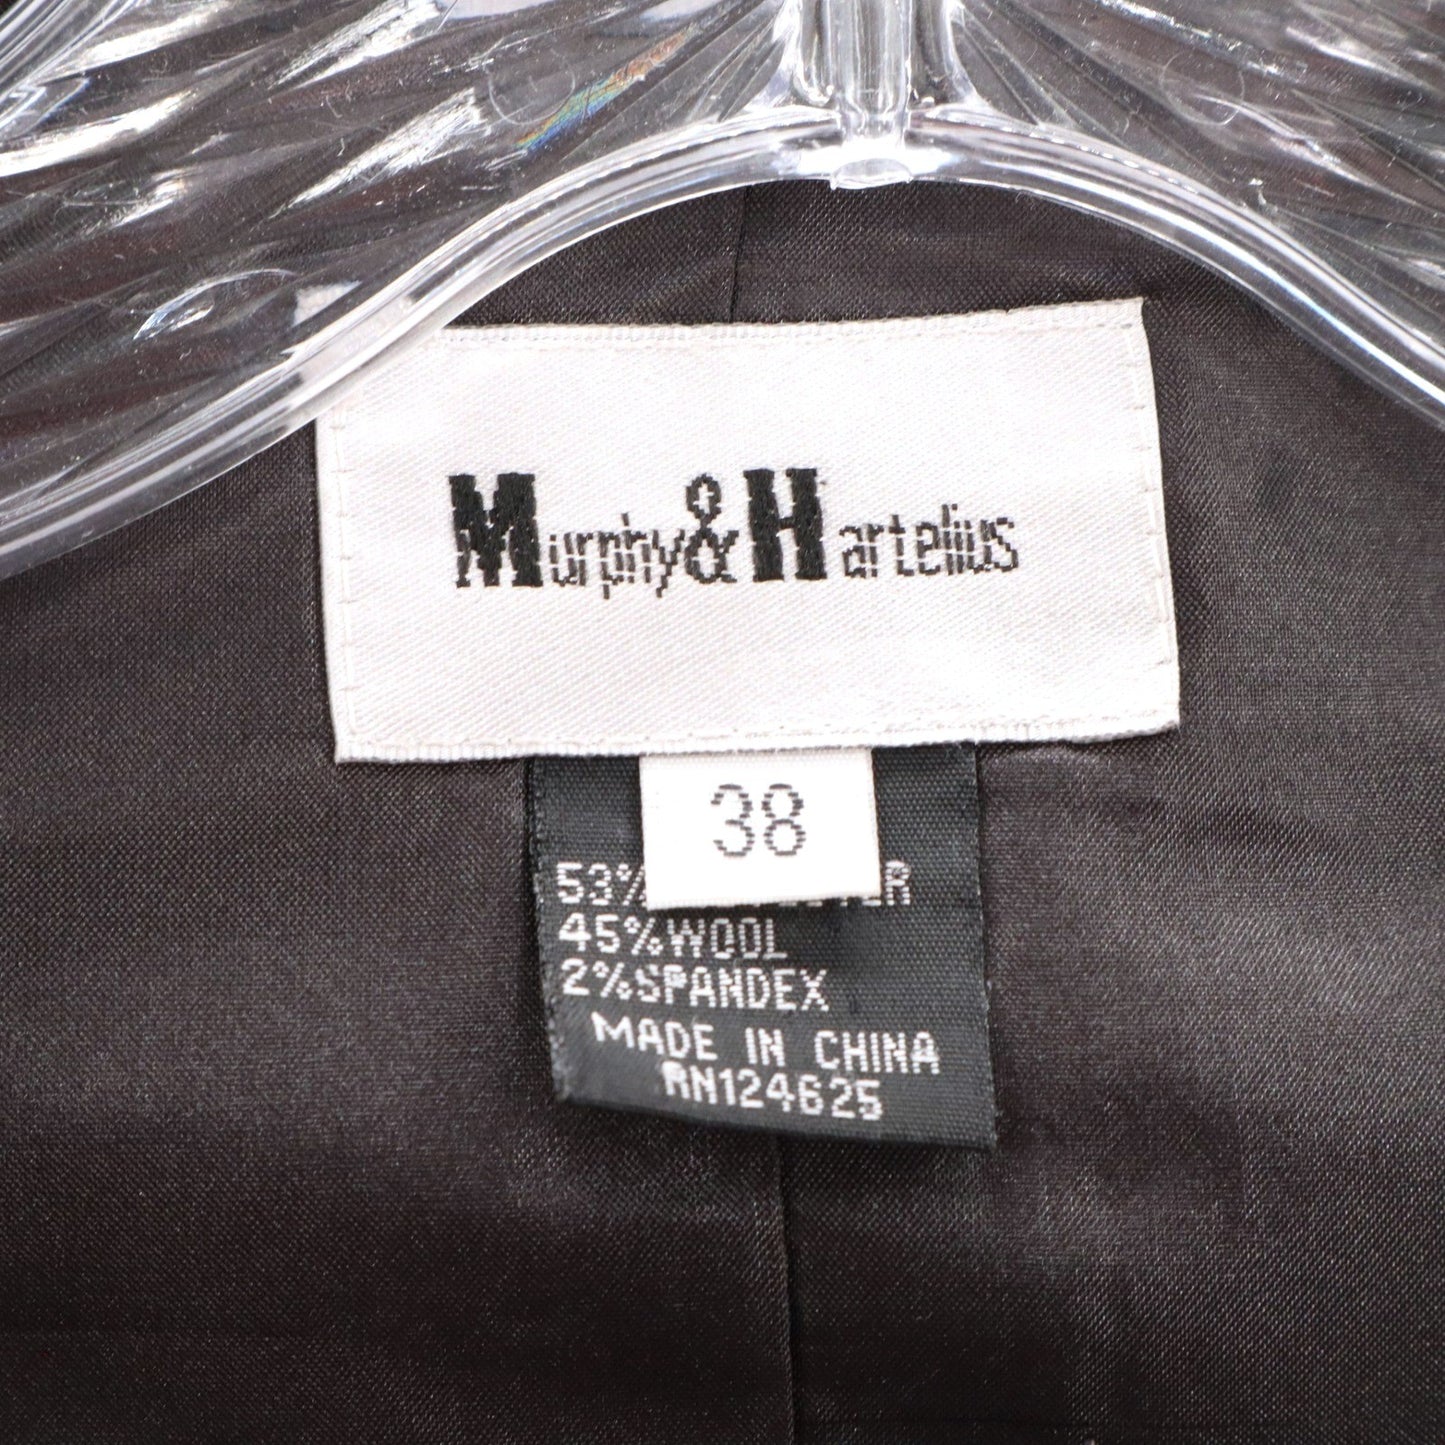 Murphy & Hartelius
38
53%
45%WOOL
2%SPANDEX
MADE IN CHINA
RN124625